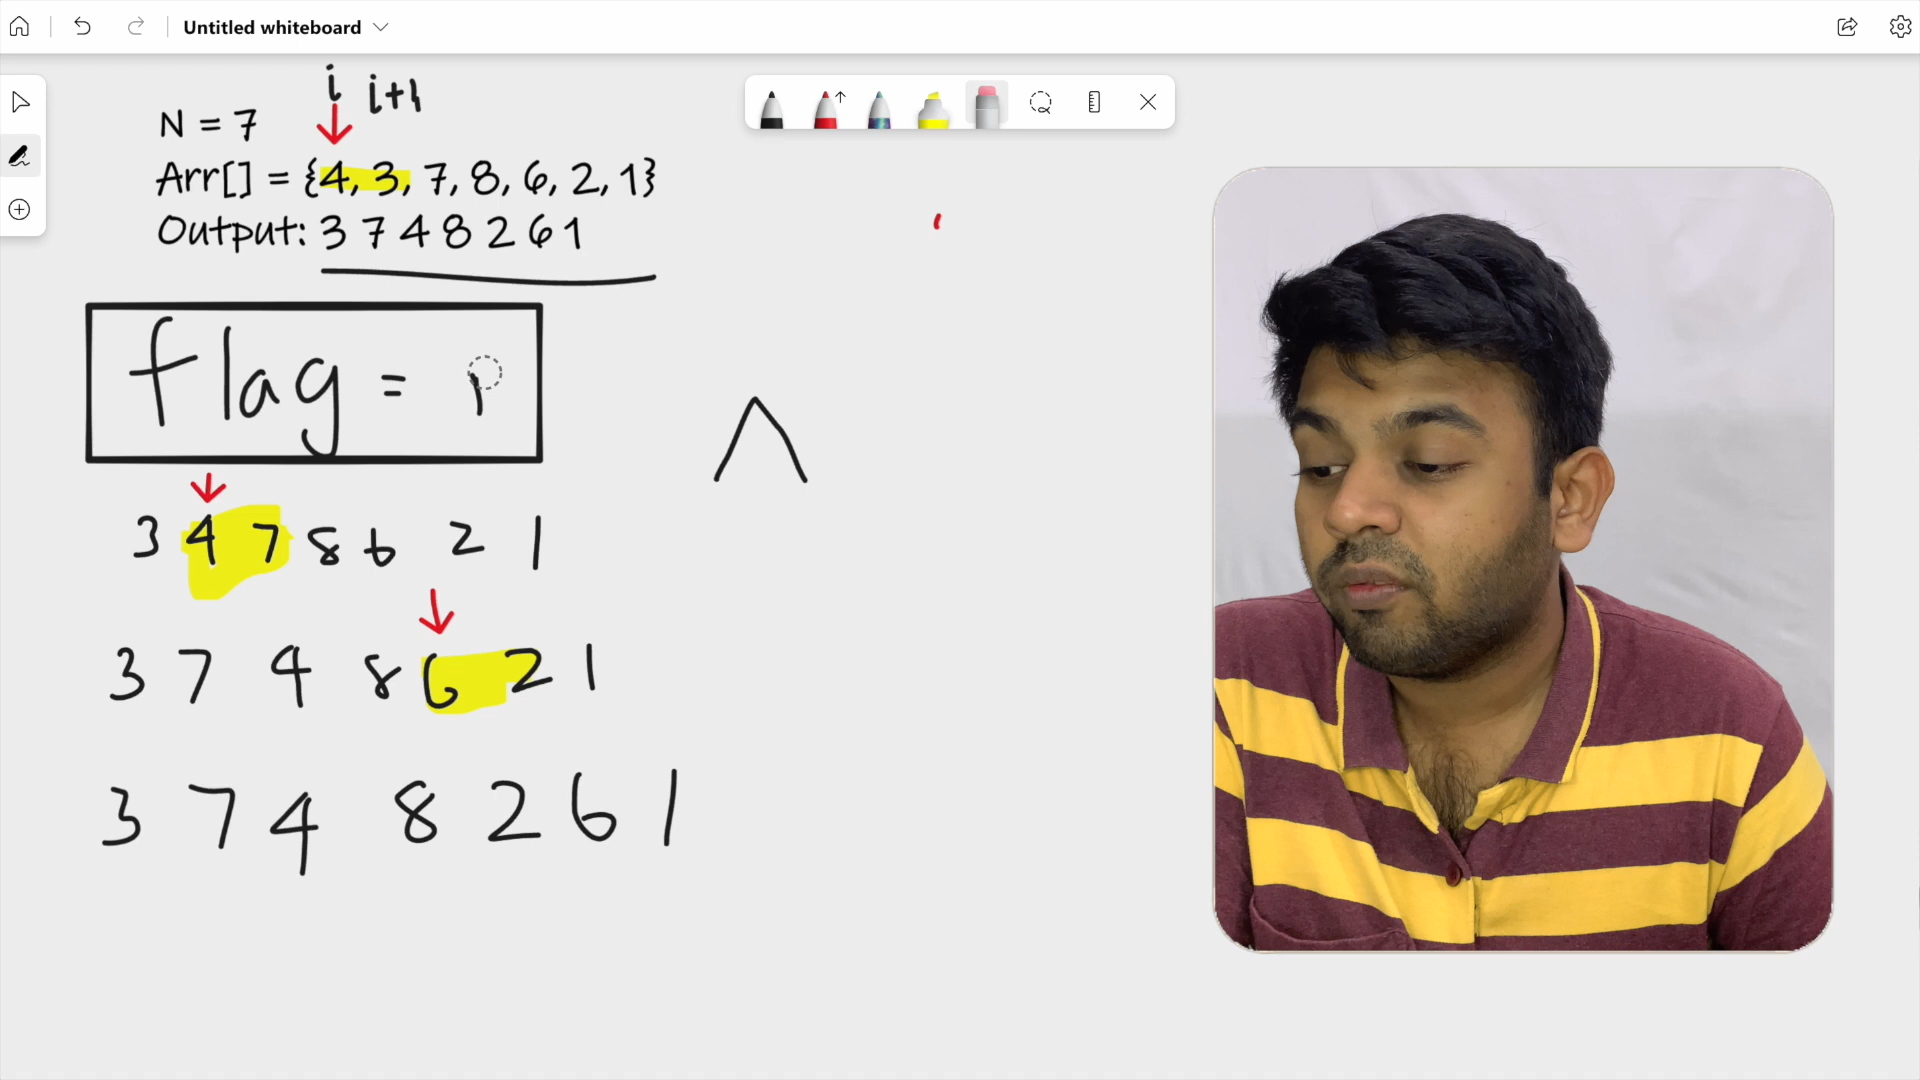 Untitled whiteboard
i i+1
N = 7
Arr[] = {4, 3, 7, 8, 6, 2, 1}
Output: 3 7 4 8 2 6 1
flag =
3 4 7 8 6 2 1
3 7 4 8 6 2 1
3 7 4 8 2 6 1